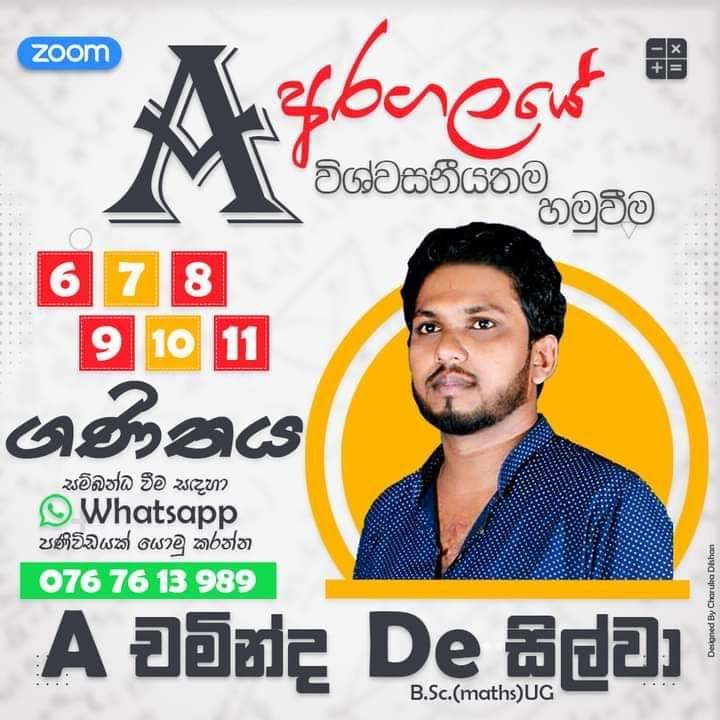 zoom
A අරගලයේ
විශ්වසනීයතම
හමුවීම
6 7 8
9 10 11
ගණිතය
සම්බන්ධ වීම සඳහා
Whatsapp
පණිවිඩයක් යොමු කරන්න
076 76 13 989
A චමින්ද De සිල්වා
B.Sc.(maths)UG
Designed By Charuka Dilshan